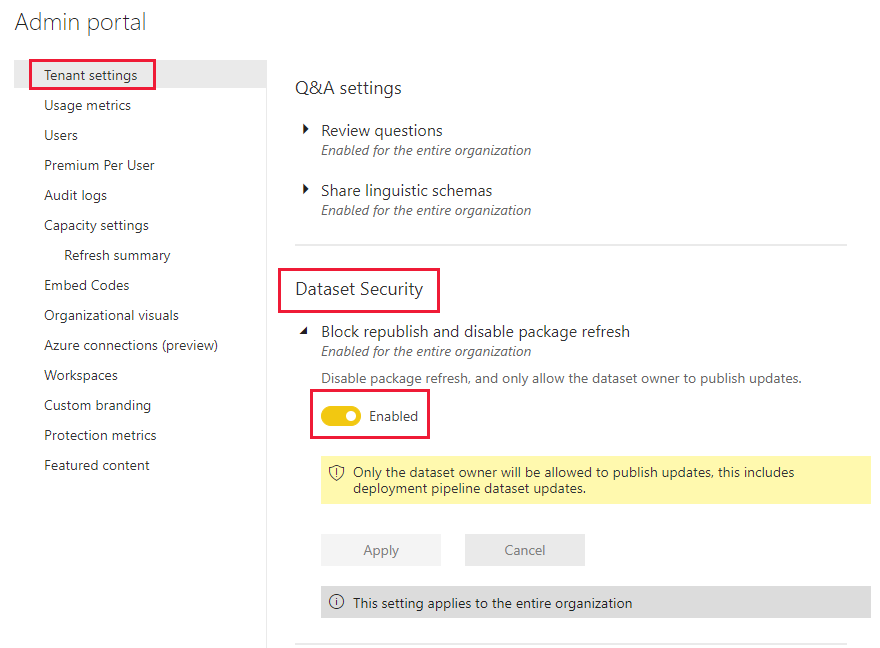 Admin portal
Tenant settings
Usage metrics
Users
Premium Per User
Audit logs
Capacity settings
Refresh summary
Embed Codes
Organizational visuals
Azure connections (preview)
Workspaces
Custom branding
Protection metrics
Featured content
Q&A settings
Review questions
Enabled for the entire organization
Share linguistic schemas
Enabled for the entire organization
Dataset Security
Block republish and disable package refresh
Enabled for the entire organization
Disable package refresh, and only allow the dataset owner to publish updates.
Enabled
Only the dataset owner will be allowed to publish updates, this includes
deployment pipeline dataset updates.
Apply
Cancel
This setting applies to the entire organization